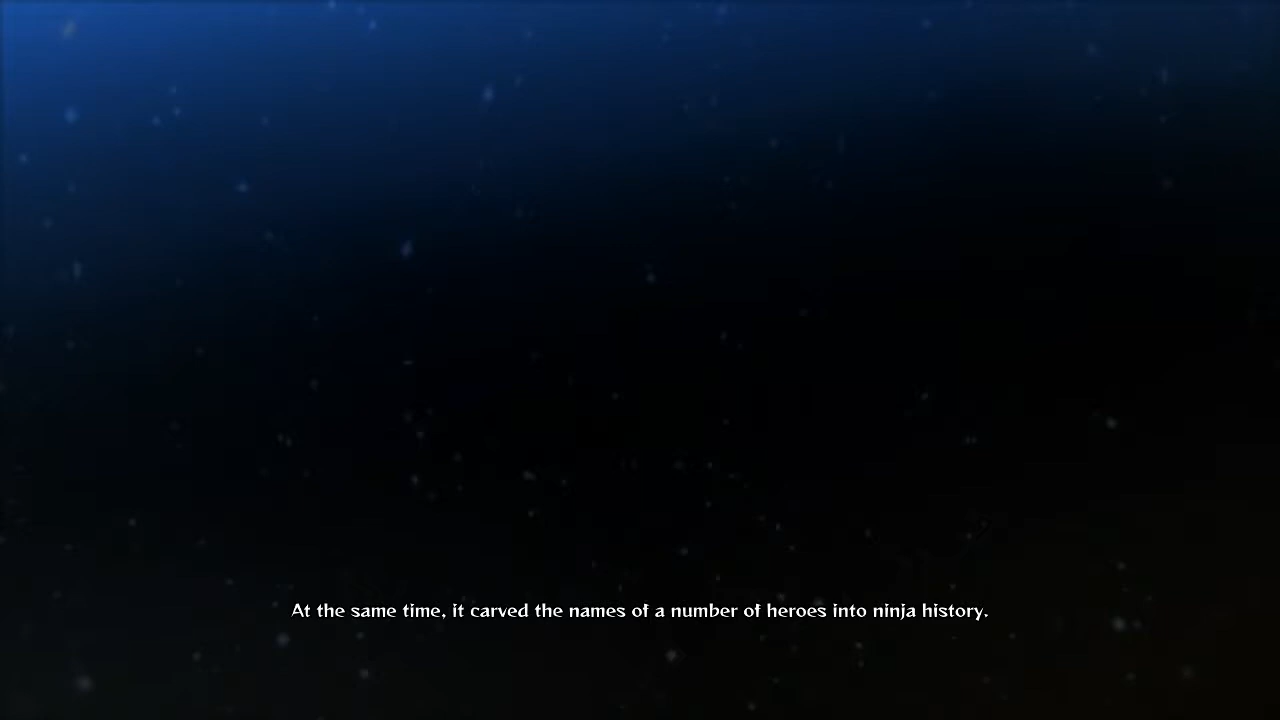 At the same time, it carved the names of a number of heroes into ninja history.